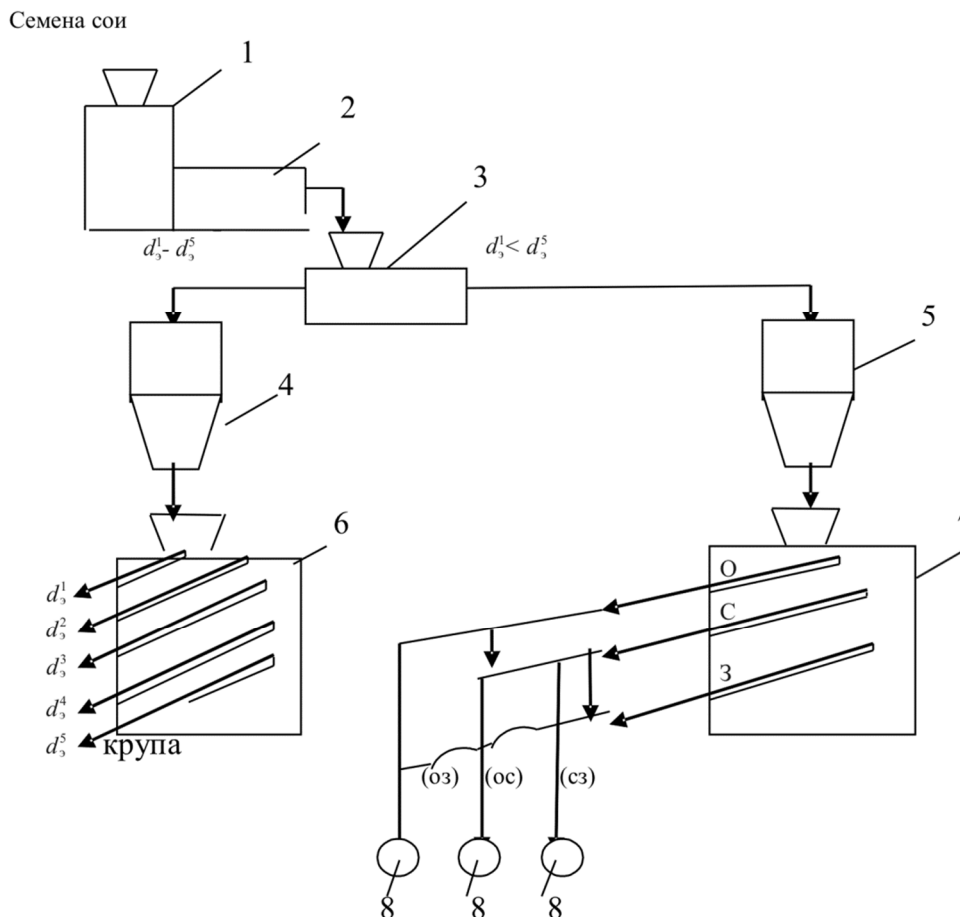 Семена сои
1
2
3
d¹э- d⁵э
d¹э< d⁵э
5
4
6
d¹э
О
d²э
С
d³э
З
d⁴э
d⁵э
крупа
(оз) (ос) (сз)
8 8 8